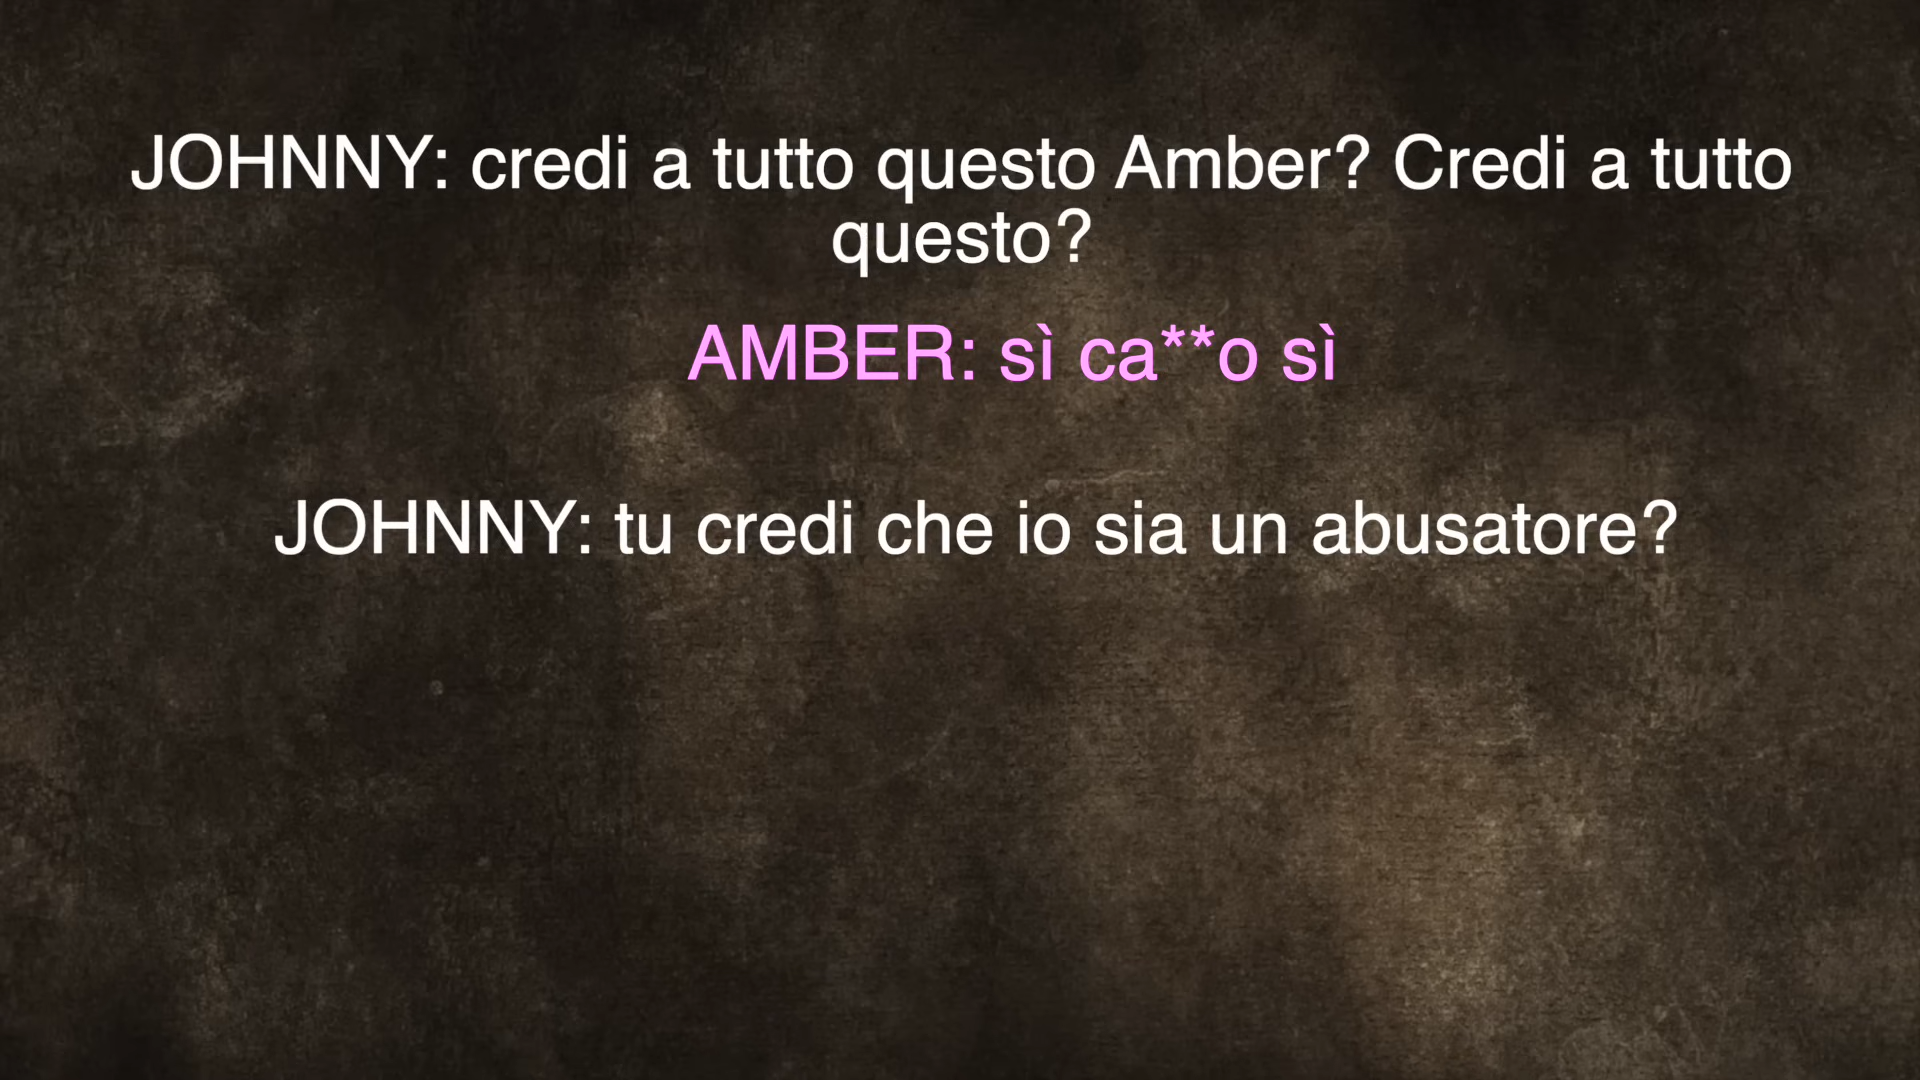 JOHNNY: credi a tutto questo Amber? Credi a tutto
questo?
AMBER: sì ca**o sì
JOHNNY: tu credi che io sia un abusatore?